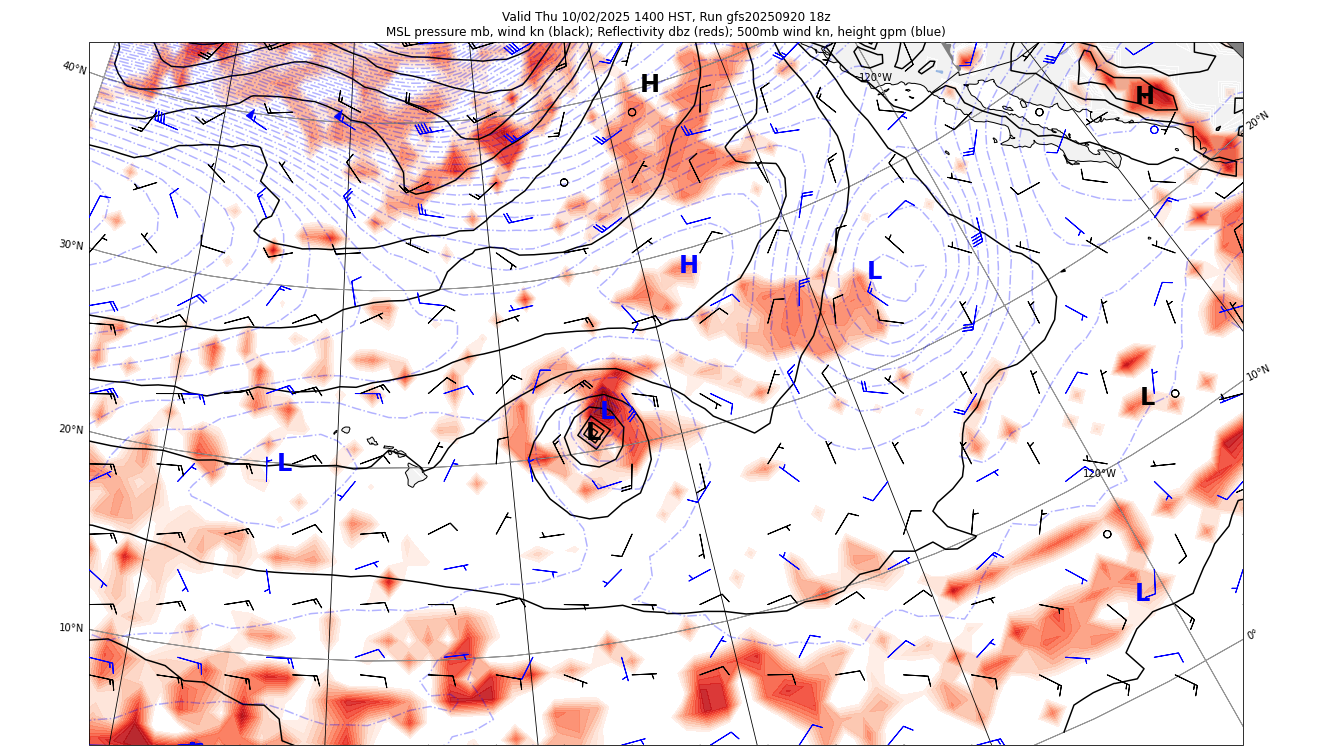 Valid Thu 10/02/2025 1400 HST, Run gfs20250920 18z
MSL pressure mb, wind kn (black); Reflectivity dbz (reds); 500mb wind kn, height gpm (blue)
40°N
120°W
H
H
20°N
30°N
H
L
10°N
L
L
20°N
L
L
120°W
L
10°N
0°